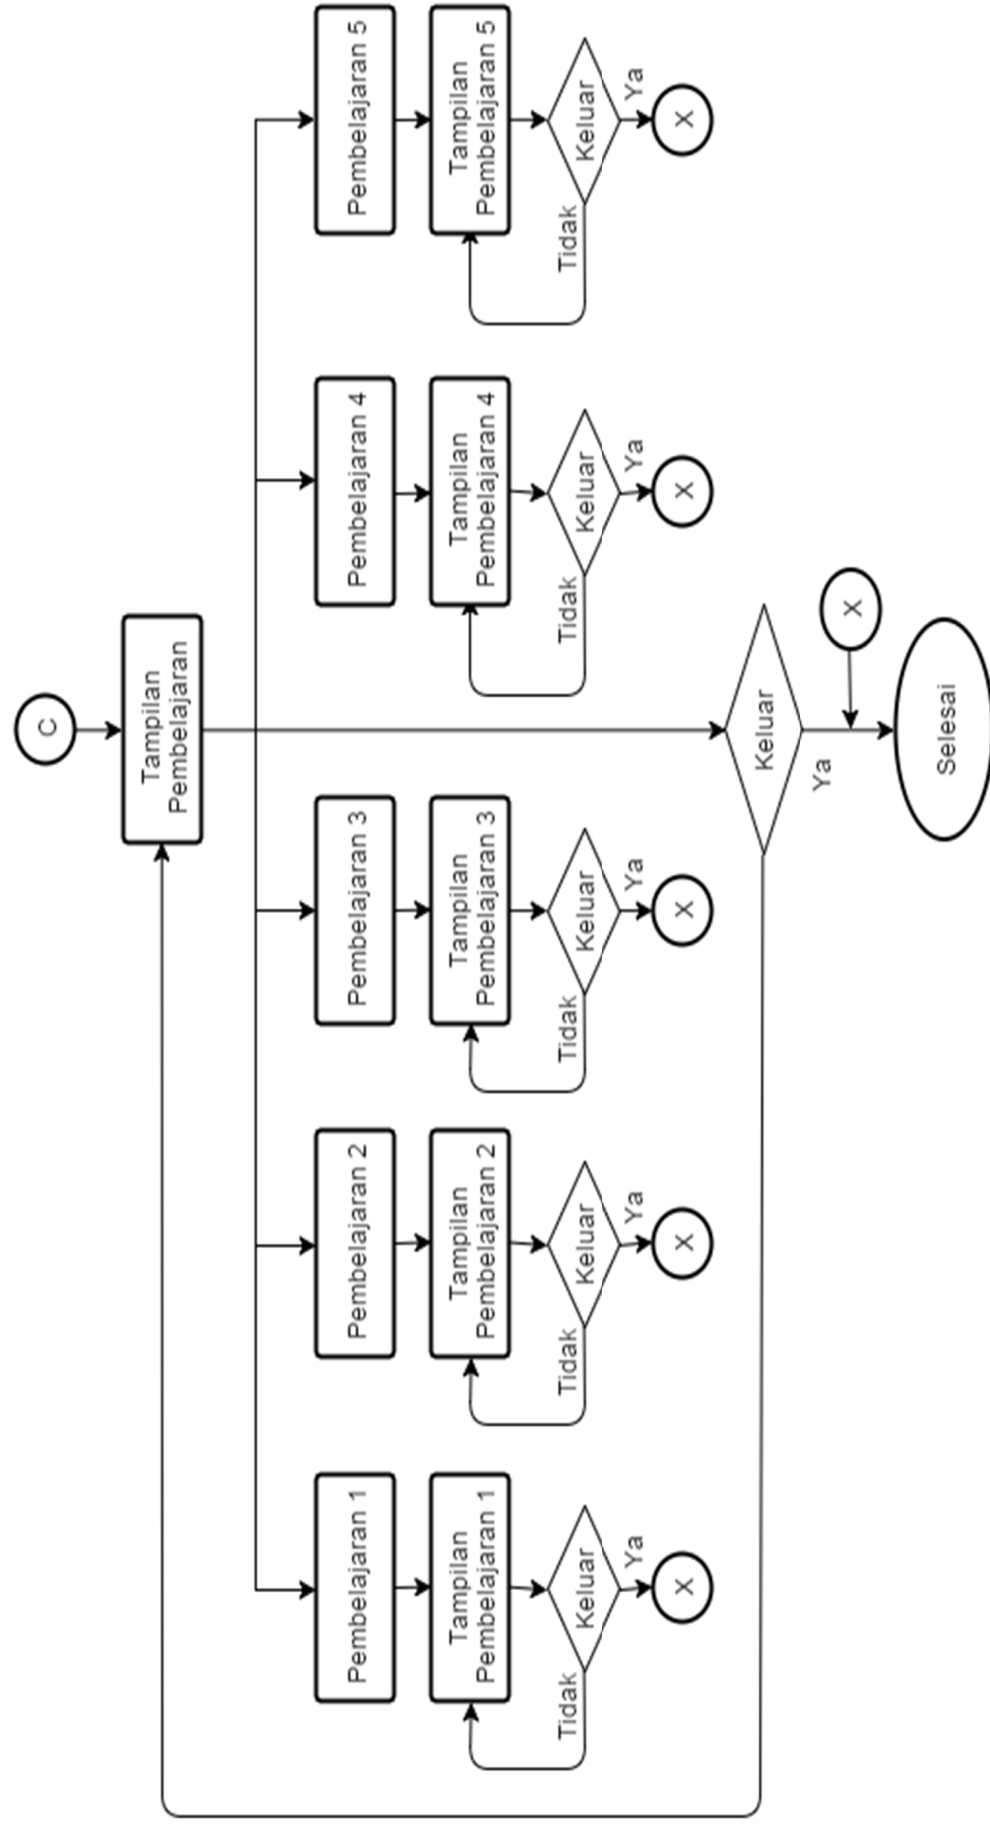 C
Tampilan
Pembelajaran
Pembelajaran 1
Pembelajaran 2
Pembelajaran 3
Pembelajaran 4
Pembelajaran 5
Tampilan
Pembelajaran 1
Tampilan
Pembelajaran 2
Tampilan
Pembelajaran 3
Tampilan
Pembelajaran 4
Tampilan
Pembelajaran 5
Tidak
Keluar
Tidak
Keluar
Tidak
Keluar
Tidak
Keluar
Tidak
Keluar
Ya
Ya
Ya
Ya
Ya
X
X
X
X
X
Keluar
Ya
X
Selesai